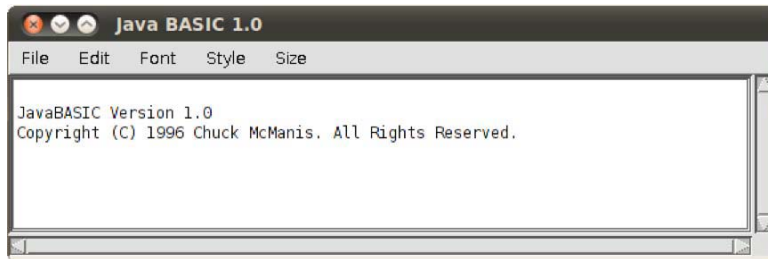 Java BASIC 1.0
File Edit Font Style Size
JavaBASIC Version 1.0
Copyright (C) 1996 Chuck McManis. All Rights Reserved.